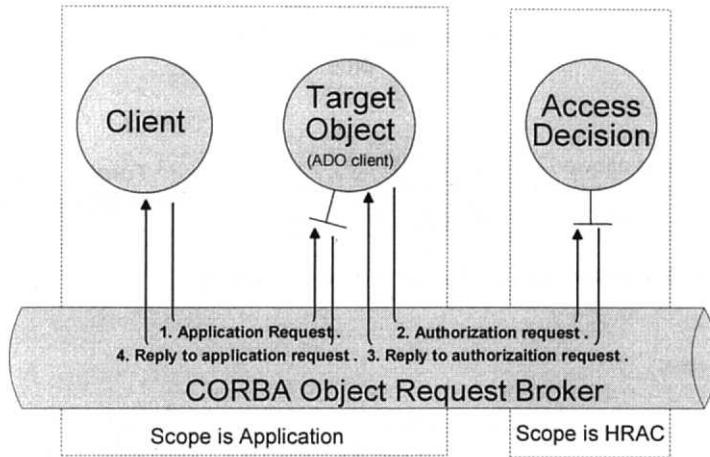 Client
Target
Object
(ADO client)
Access
Decision
1. Application Request .
2. Authorization request .
4. Reply to application request .
3. Reply to authorizaition request .
CORBA Object Request Broker
Scope is Application
Scope is HRAC